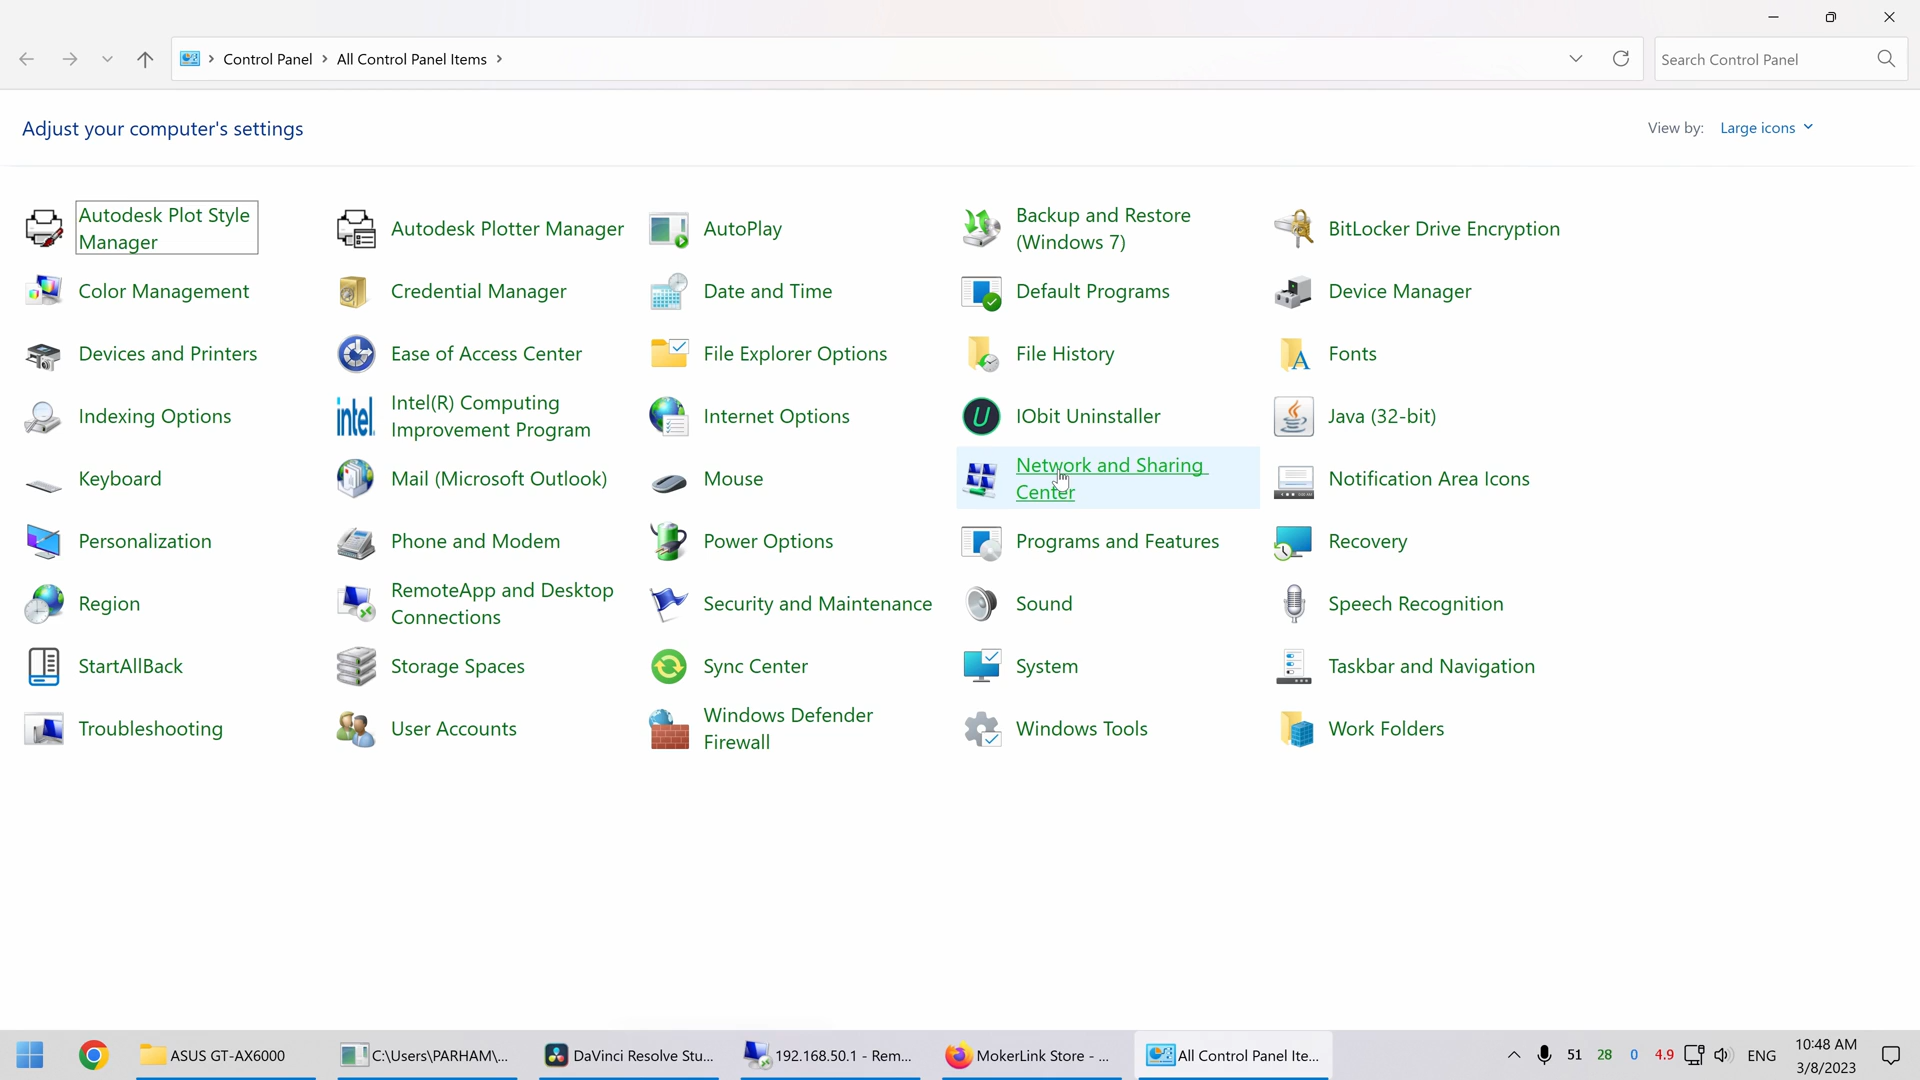 Control Panel
All Control Panel Items
Search Control Panel
Adjust your computer's settings
View by:
Large icons
Autodesk Plot Style
Manager
Autodesk Plotter Manager
AutoPlay
Backup and Restore
(Windows 7)
BitLocker Drive Encryption
Color Management
Credential Manager
Date and Time
Default Programs
Device Manager
Devices and Printers
Ease of Access Center
File Explorer Options
File History
Fonts
Indexing Options
intel
Intel(R) Computing
Improvement Program
Internet Options
IObit Uninstaller
Java (32-bit)
Keyboard
Mail (Microsoft Outlook)
Mouse
Network and Sharing
Center
Notification Area Icons
Personalization
Phone and Modem
Power Options
Programs and Features
Recovery
Region
RemoteApp and Desktop
Connections
Security and Maintenance
Sound
Speech Recognition
StartAllBack
Storage Spaces
Sync Center
System
Taskbar and Navigation
Troubleshooting
User Accounts
Windows Defender
Firewall
Windows Tools
Work Folders
ASUS GT-AX6000
C:\Users\PARHAM\...
DaVinci Resolve Stu...
192.168.50.1 - Rem...
MokerLink Store - ...
All Control Panel Ite...
51
28
0
4.9
ENG
10:48 AM
3/8/2023